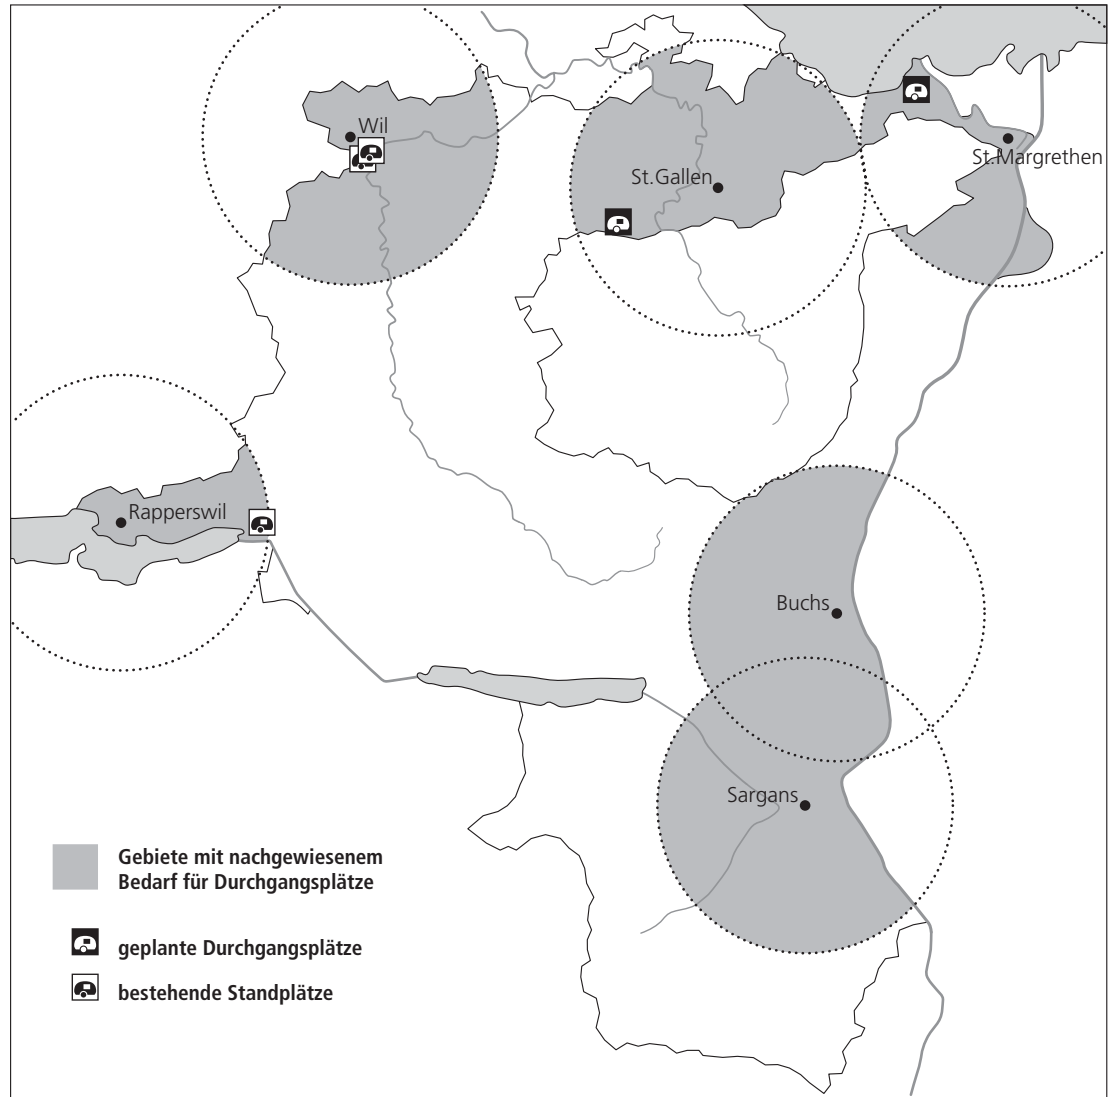 Wil
St.Gallen
St.Margrethen
Rapperswil
Buchs
Sargans
Gebiete mit nachgewiesenem
Bedarf für Durchgangsplätze
geplante Durchgangsplätze
bestehende Standplätze